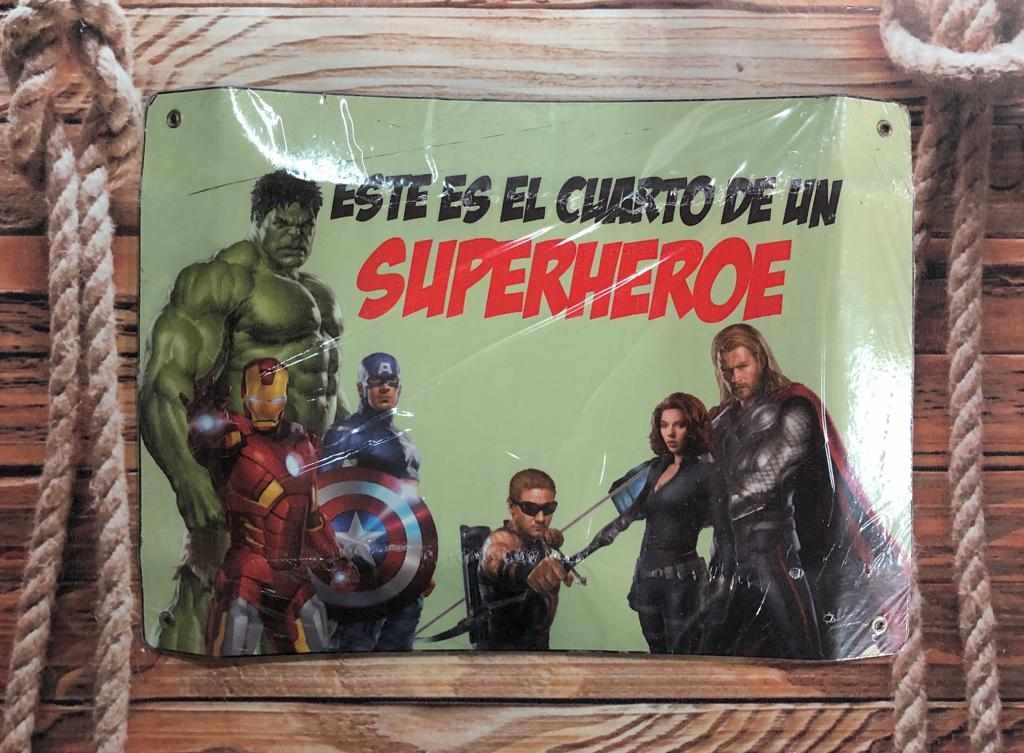 ESTE ES EL CUARTO DE UN
SUPERHEROE
A